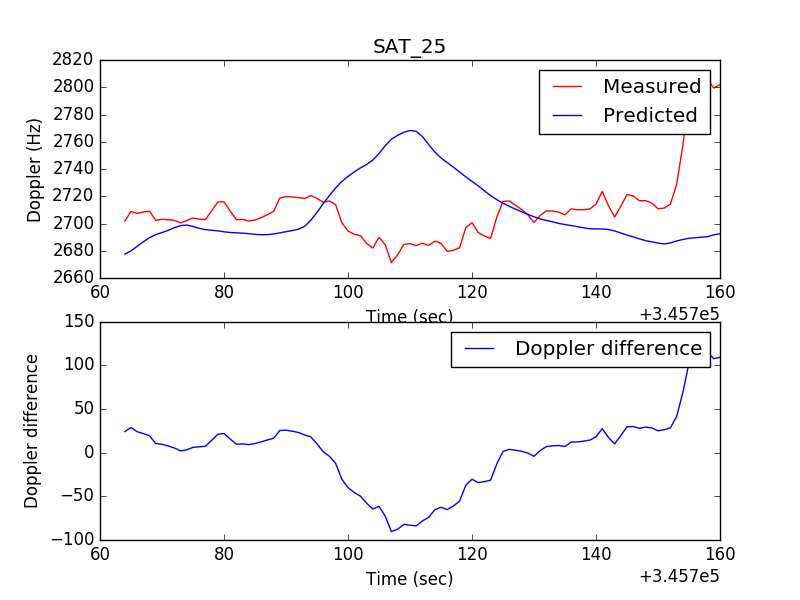 SAT_25
2820
2800
2780
2760
2740
2720
2700
2680
2660
Doppler (Hz)
Measured
Predicted
60 80 100 120 140 160
Time (sec)
+3.457e5
150
100
50
0
−50
−100
Doppler difference
Doppler difference
60 80 100 120 140 160
Time (sec)
+3.457e5